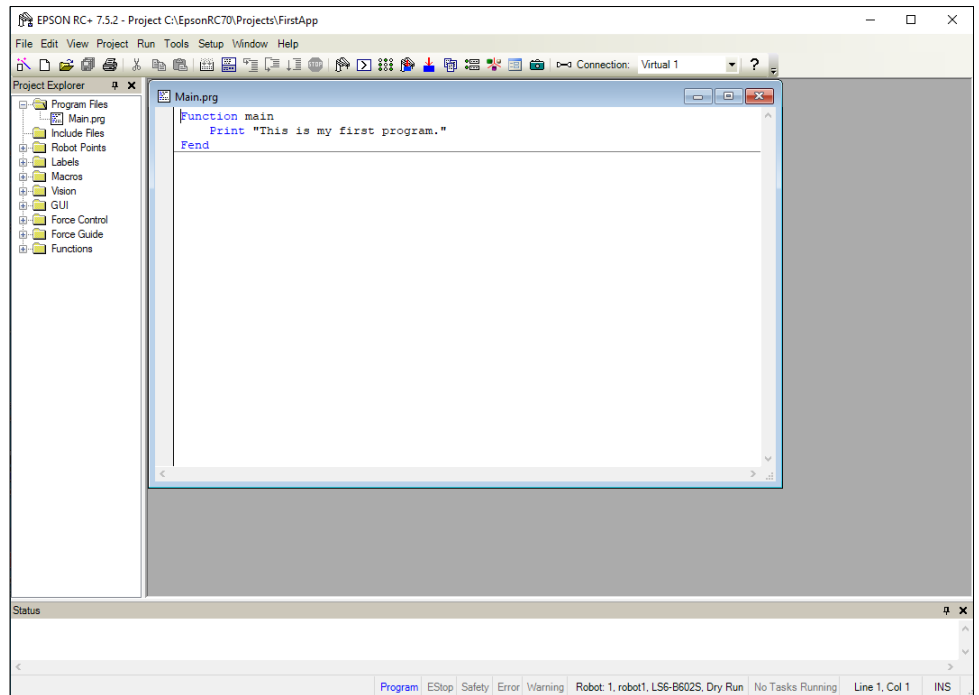 EPSON RC+ 7.5.2 - Project C:\EpsonRC70\Projects\FirstApp
File Edit View Project Run Tools Setup Window Help
Connection: Virtual 1
Project Explorer
Program Files
Main.prg
Include Files
Robot Points
Labels
Macros
Vision
GUI
Force Control
Force Guide
Functions
Main.prg
Function main
Print "This is my first program."
Fend
Status
Program EStop Safety Error Warning Robot: 1, robot1, LS6-B602S, Dry Run No Tasks Running Line 1, Col 1 INS